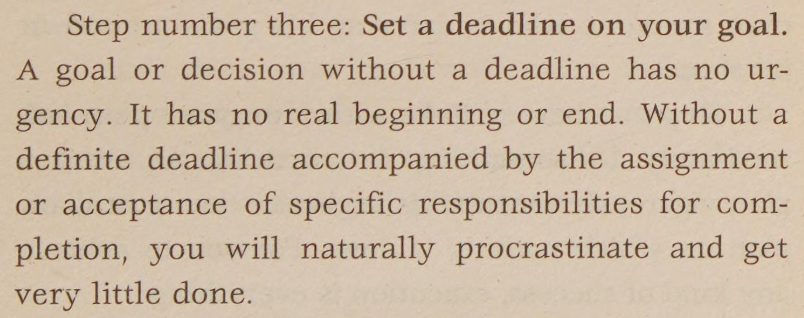 Step number three: Set a deadline on your goal.
A goal or decision without a deadline has no ur-
gency. It has no real beginning or end. Without a
definite deadline accompanied by the assignment
or acceptance of specific responsibilities for com-
pletion, you will naturally procrastinate and get
very little done.